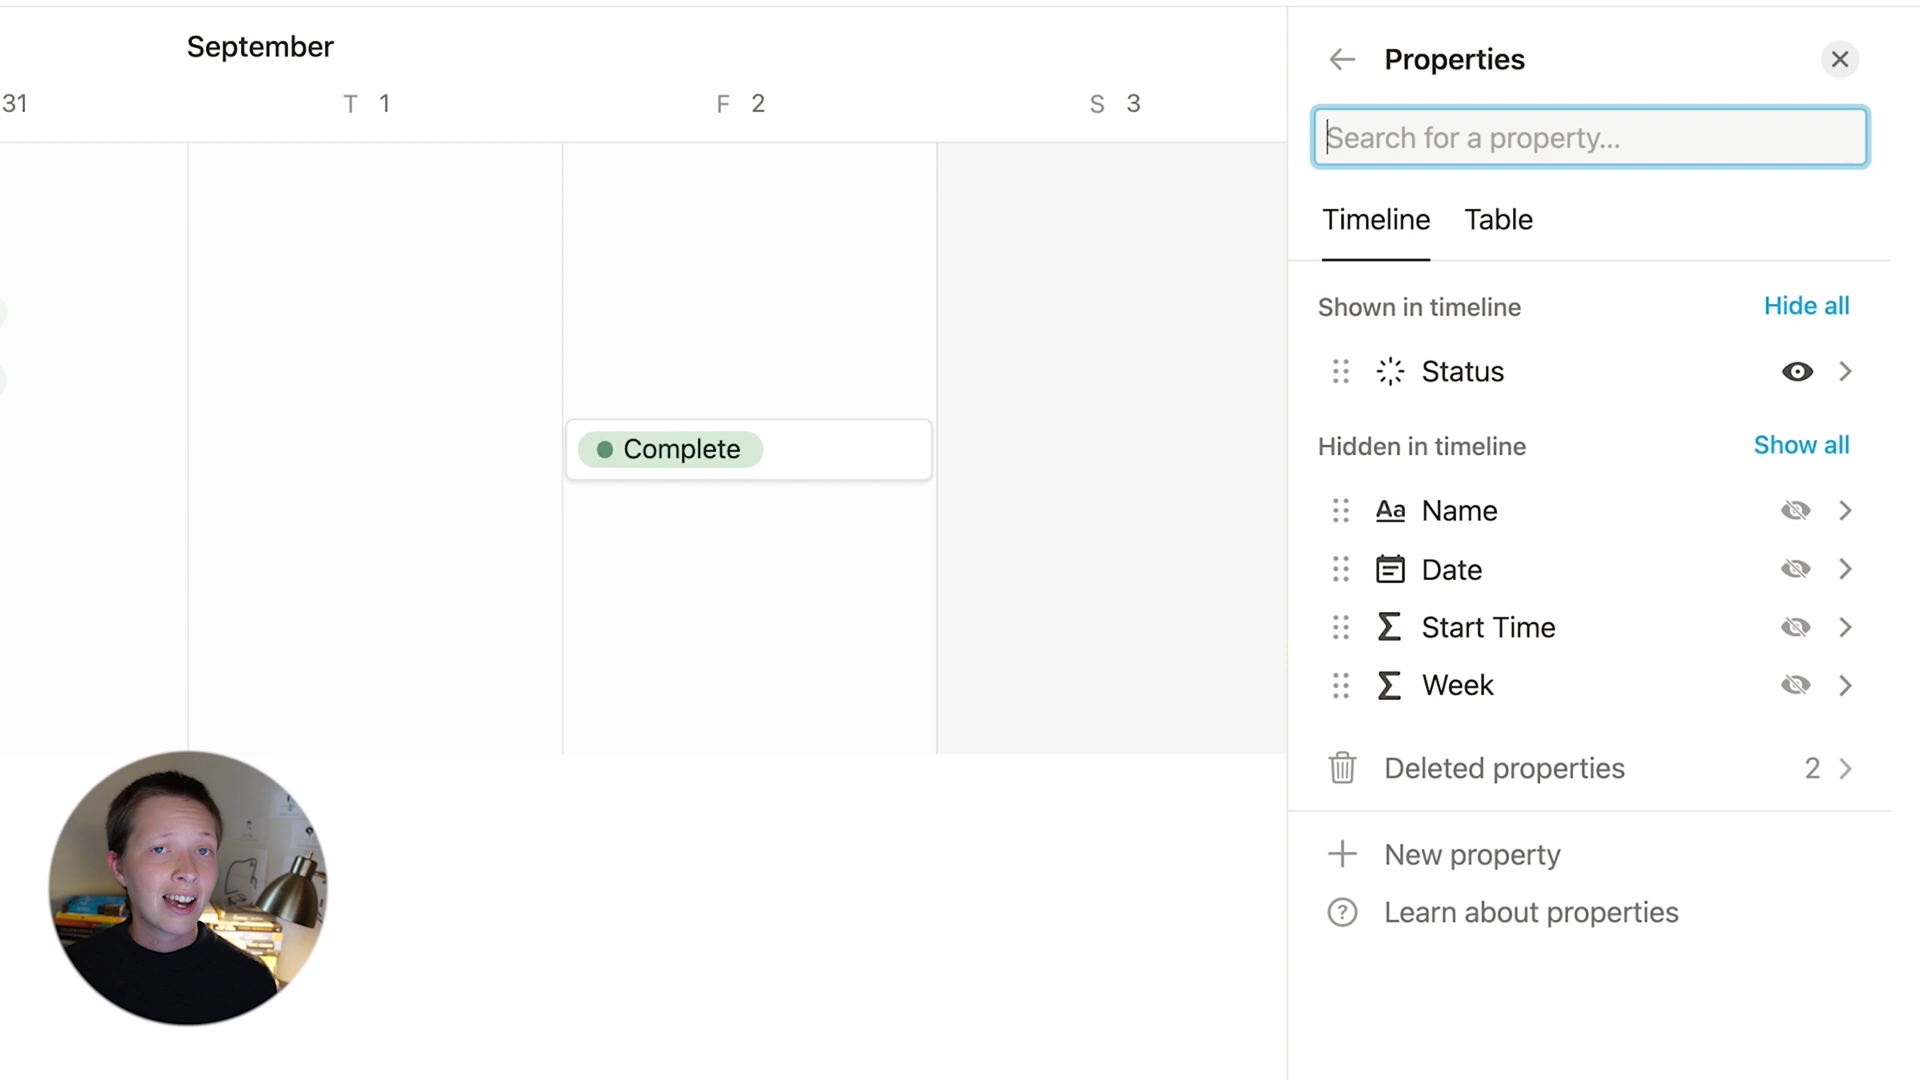 September
31
T 1
F 2
S 3
Complete
Properties
Search for a property...
Timeline Table
Shown in timeline Hide all
Status
Hidden in timeline Show all
Aa Name
Date
Σ Start Time
Σ Week
Deleted properties 2
New property
? Learn about properties